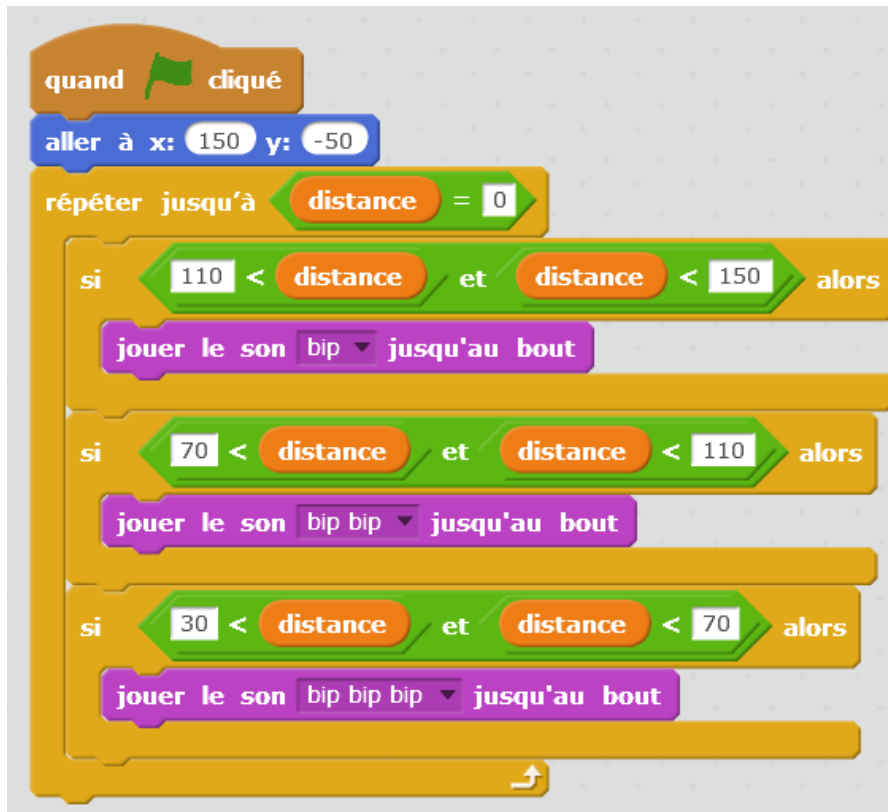 quand cliqué
aller à x: 150 y: -50
répéter jusqu'à distance = 0
si 110 < distance et distance < 150 alors
jouer le son bip jusqu'au bout
si 70 < distance et distance < 110 alors
jouer le son bip bip jusqu'au bout
si 30 < distance et distance < 70 alors
jouer le son bip bip bip jusqu'au bout